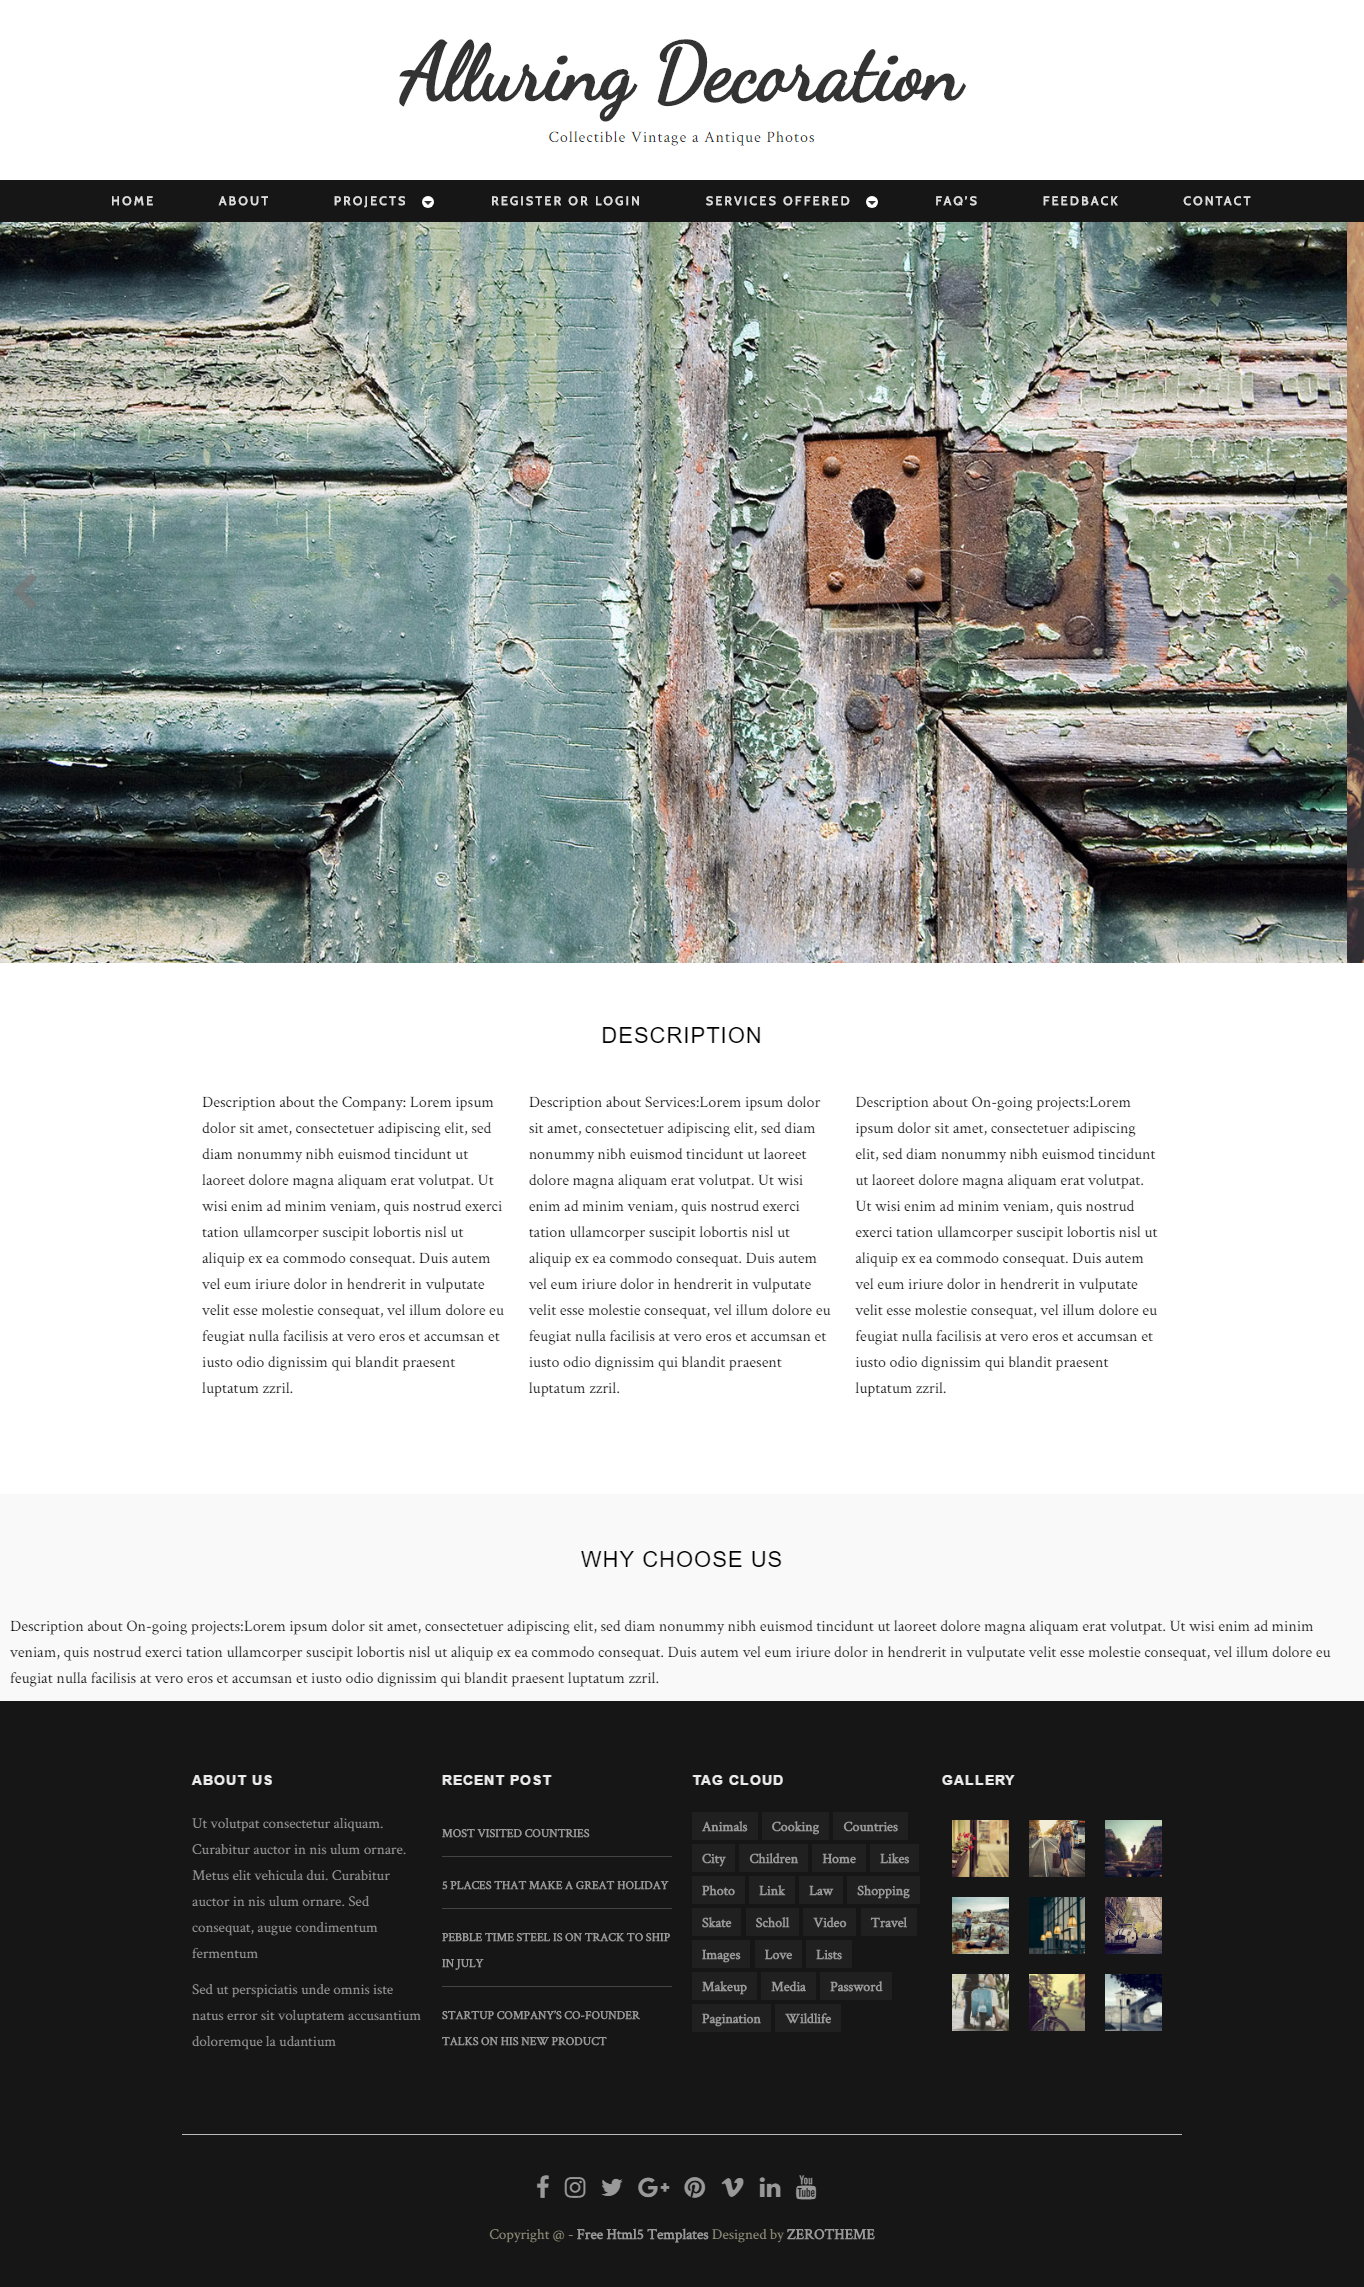 Alluring Decoration
Collectible Vintage a Antique Photos
HOME ABOUT PROJECTS REGISTER OR LOGIN SERVICES OFFERED FAQ'S FEEDBACK CONTACT
DESCRIPTION
Description about the Company: Lorem ipsum
dolor sit amet, consectetuer adipiscing elit, sed
diam nonummy nibh euismod tincidunt ut
laoreet dolore magna aliquam erat volutpat. Ut
wisi enim ad minim veniam, quis nostrud exerci
tation ullamcorper suscipit lobortis nisl ut
aliquip ex ea commodo consequat. Duis autem
vel eum iriure dolor in hendrerit in vulputate
velit esse molestie consequat, vel illum dolore eu
feugiat nulla facilisis at vero eros et accumsan et
iusto odio dignissim qui blandit praesent
luptatum zzril.
Description about Services:Lorem ipsum dolor
sit amet, consectetuer adipiscing elit, sed diam
nonummy nibh euismod tincidunt ut laoreet
dolore magna aliquam erat volutpat. Ut wisi
enim ad minim veniam, quis nostrud exerci
tation ullamcorper suscipit lobortis nisl ut
aliquip ex ea commodo consequat. Duis autem
vel eum iriure dolor in hendrerit in vulputate
velit esse molestie consequat, vel illum dolore eu
feugiat nulla facilisis at vero eros et accumsan et
iusto odio dignissim qui blandit praesent
luptatum zzril.
Description about On-going projects:Lorem
ipsum dolor sit amet, consectetuer adipiscing
elit, sed diam nonummy nibh euismod tincidunt
ut laoreet dolore magna aliquam erat volutpat.
Ut wisi enim ad minim veniam, quis nostrud
exerci tation ullamcorper suscipit lobortis nisl ut
aliquip ex ea commodo consequat. Duis autem
vel eum iriure dolor in hendrerit in vulputate
velit esse molestie consequat, vel illum dolore eu
feugiat nulla facilisis at vero eros et accumsan et
iusto odio dignissim qui blandit praesent
luptatum zzril.
WHY CHOOSE US
Description about On-going projects:Lorem ipsum dolor sit amet, consectetuer adipiscing elit, sed diam nonummy nibh euismod tincidunt ut laoreet dolore magna aliquam erat volutpat. Ut wisi enim ad minim
veniam, quis nostrud exerci tation ullamcorper suscipit lobortis nisl ut aliquip ex ea commodo consequat. Duis autem vel eum iriure dolor in hendrerit in vulputate velit esse molestie consequat, vel illum dolore eu
feugiat nulla facilisis at vero eros et accumsan et iusto odio dignissim qui blandit praesent luptatum zzril.
ABOUT US
Ut volutpat consectetur aliquam.
Curabitur auctor in nis ulum ornare.
Metus elit vehicula dui. Curabitur
auctor in nis ulum ornare. Sed
consequat, augue condimentum
fermentum
Sed ut perspiciatis unde omnis iste
natus error sit voluptatem accusantium
doloremque la udantium
RECENT POST
MOST VISITED COUNTRIES
5 PLACES THAT MAKE A GREAT HOLIDAY
PEBBLE TIME STEEL IS ON TRACK TO SHIP
IN JULY
STARTUP COMPANY'S CO-FOUNDER
TALKS ON HIS NEW PRODUCT
TAG CLOUD
Animals Cooking Countries
City Children Home Likes
Photo Link Law Shopping
Skate Scholl Video Travel
Images Love Lists
Makeup Media Password
Pagination Wildlife
GALLERY
You Tube
Copyright @ - Free Html5 Templates Designed by ZEROTHEME